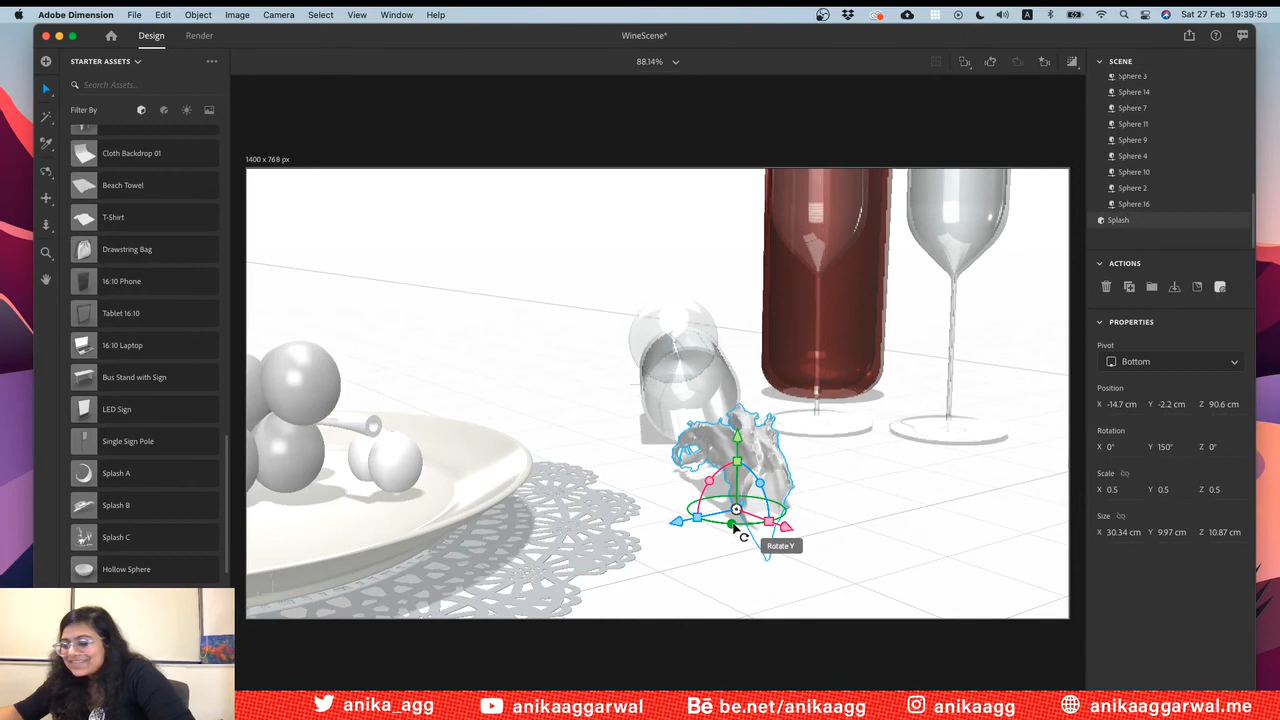 Adobe Dimension File Edit Object Image Camera Select View Window Help
A Sat 27 Feb 19:39:59
Design Render
WineScene*
STARTER ASSETS
Search Assets..
Filter By
Cloth Backdrop 01
Beach Towel
T-Shirt
Drawstring Bag
16:10 Phone
Tablet 16:10
16:10 Laptop
Bus Stand with Sign
LED Sign
Single Sign Pole
Splash A
Splash B
Splash C
Hollow Sphere
88.14%
1400 x 768 px
Rotate Y
SCENE
Sphere 3
Sphere 14
Sphere 7
Sphere 11
Sphere 9
Sphere 4
Sphere 10
Sphere 2
Sphere 16
Splash
ACTIONS
PROPERTIES
Pivot
Bottom
Position
X -14.7 cm Y -2.2 cm Z 90.6 cm
Rotation
X 0° Y 150° Z 0°
Scale
X 0.5 Y 0.5 Z 0.5
Size
X 30.34 cm Y 9.97 cm Z 10.87 cm
anika_agg anikaaggarwal Bē be.net/anikaagg anikaagg anikaaggarwal.me